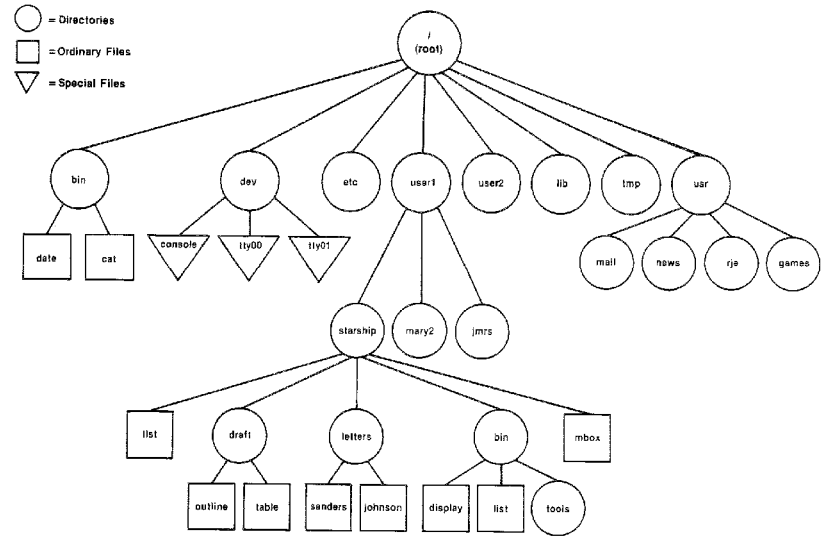 = Directories
= Ordinary Files
= Special Files
/
(root)
bin
dev
etc
user1
user2
lib
tmp
usr
date
cat
console
tty00
tty01
mail
news
rje
games
starship
mary2
jmrs
list
draft
letters
bin
mbox
outline
table
sanders
johnson
display
list
tools